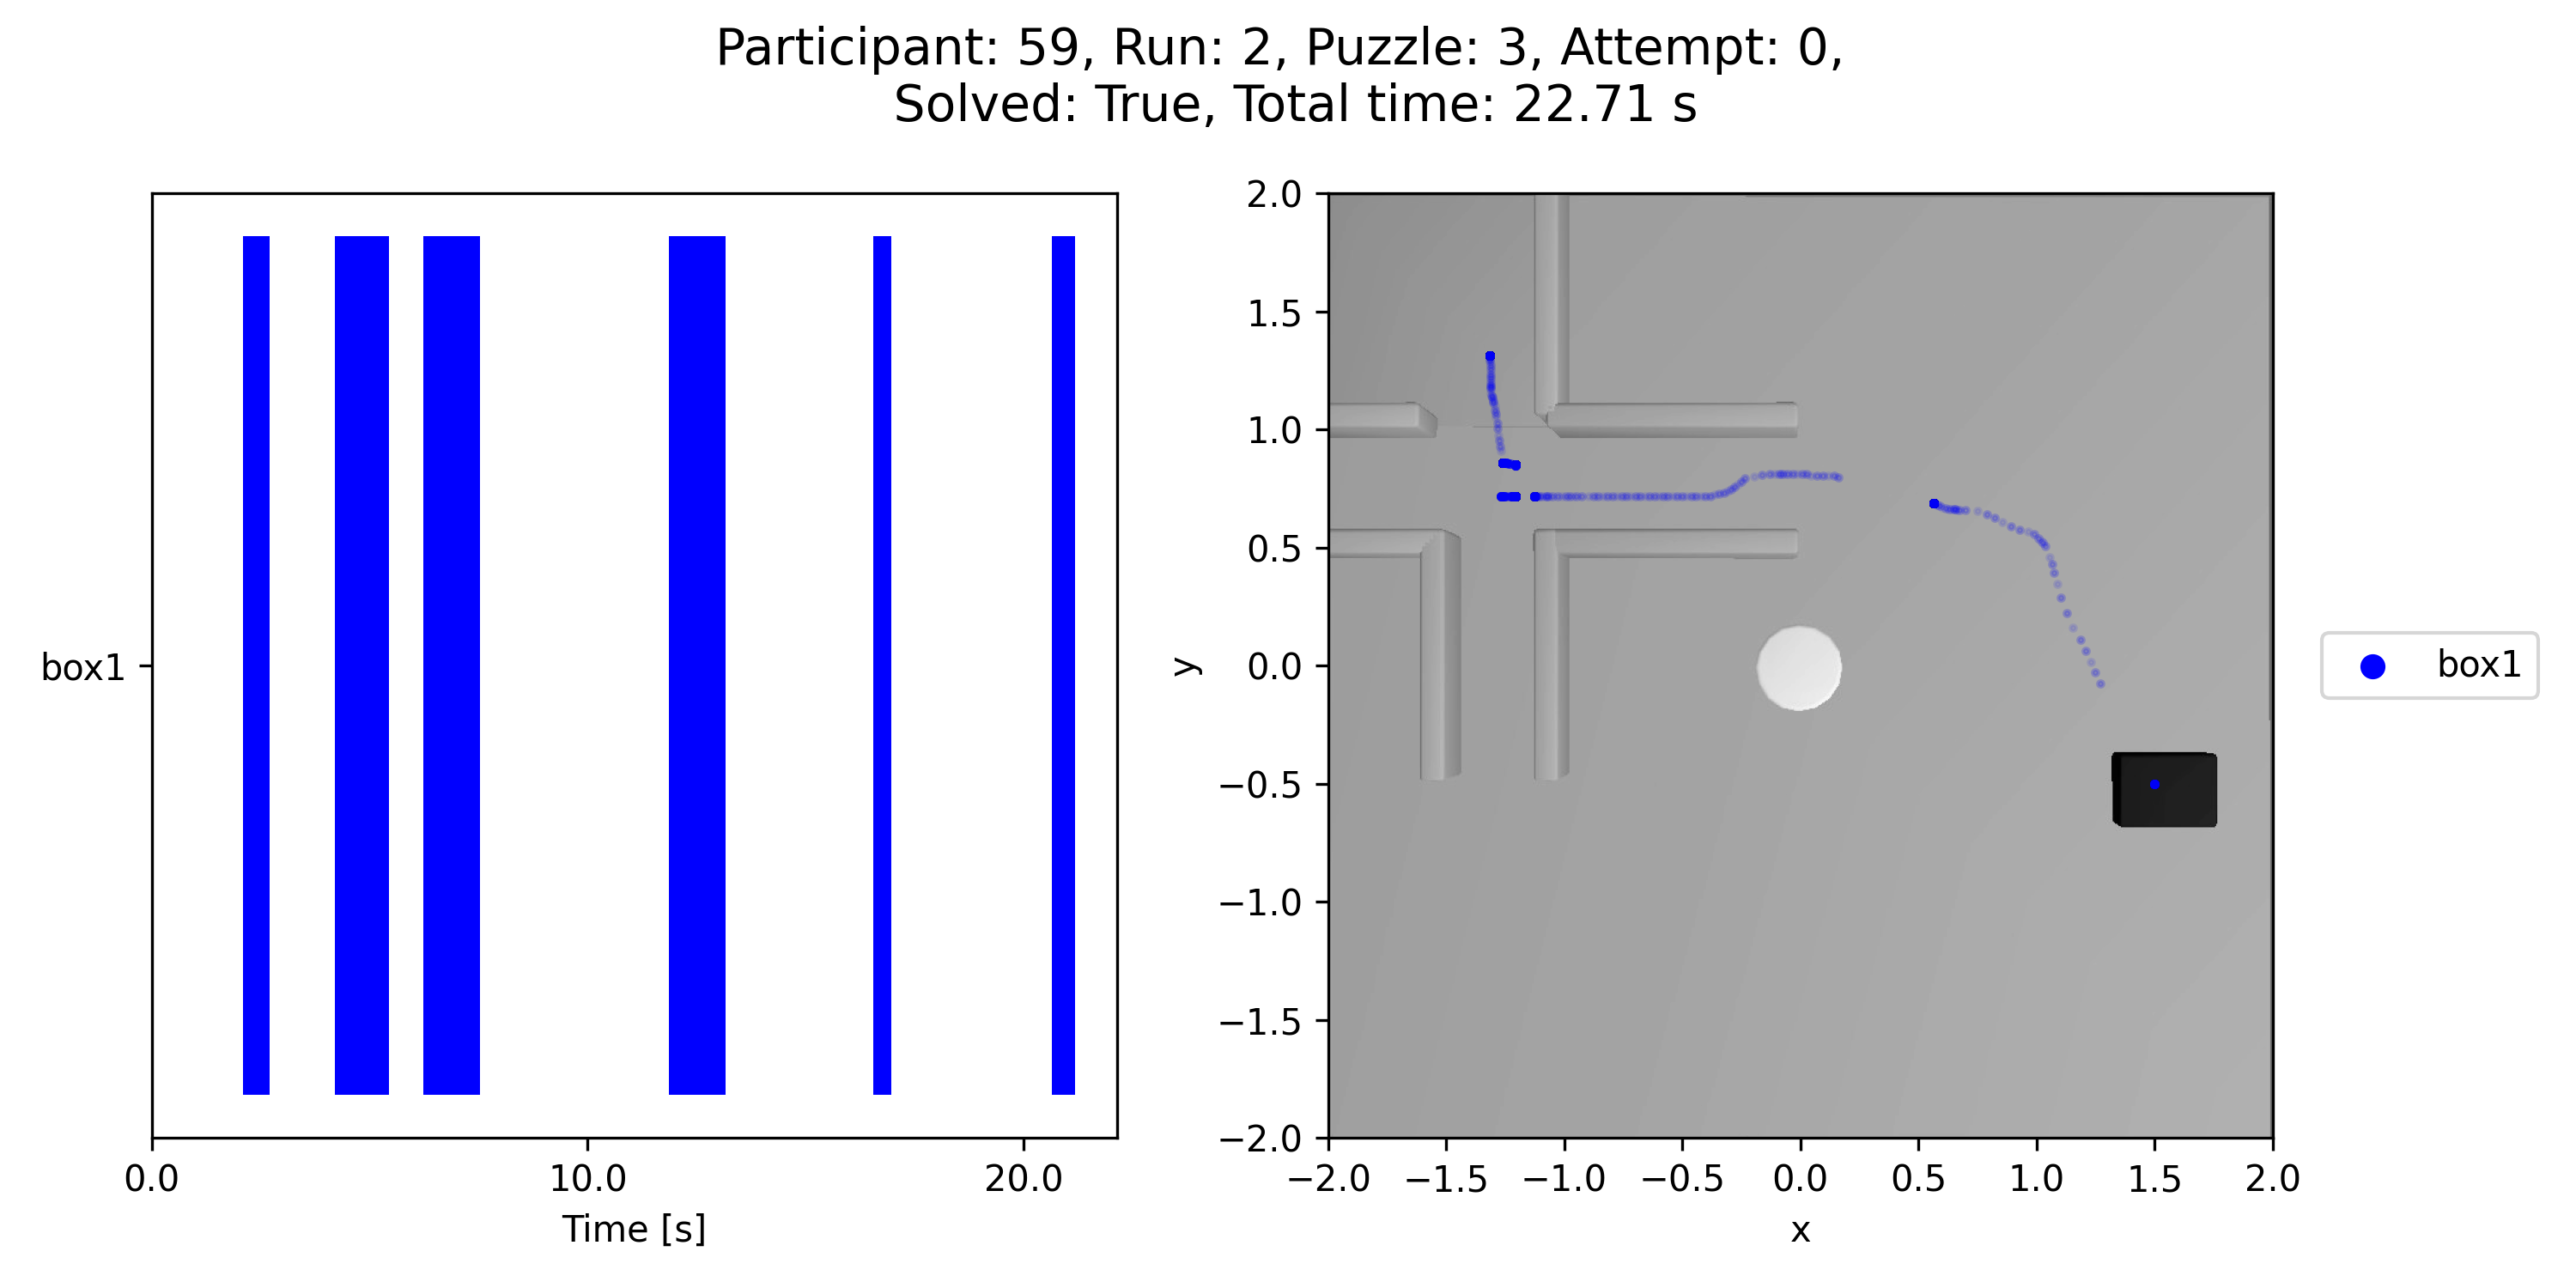 Participant: 59, Run: 2, Puzzle: 3, Attempt: 0,
Solved: True, Total time: 22.71 s
box1
0.0 10.0 20.0
Time [s]
2.0
1.5
1.0
0.5
0.0
−0.5
−1.0
−1.5
−2.0
y
−2.0 −1.5 −1.0 −0.5 0.0 0.5 1.0 1.5 2.0
x
box1